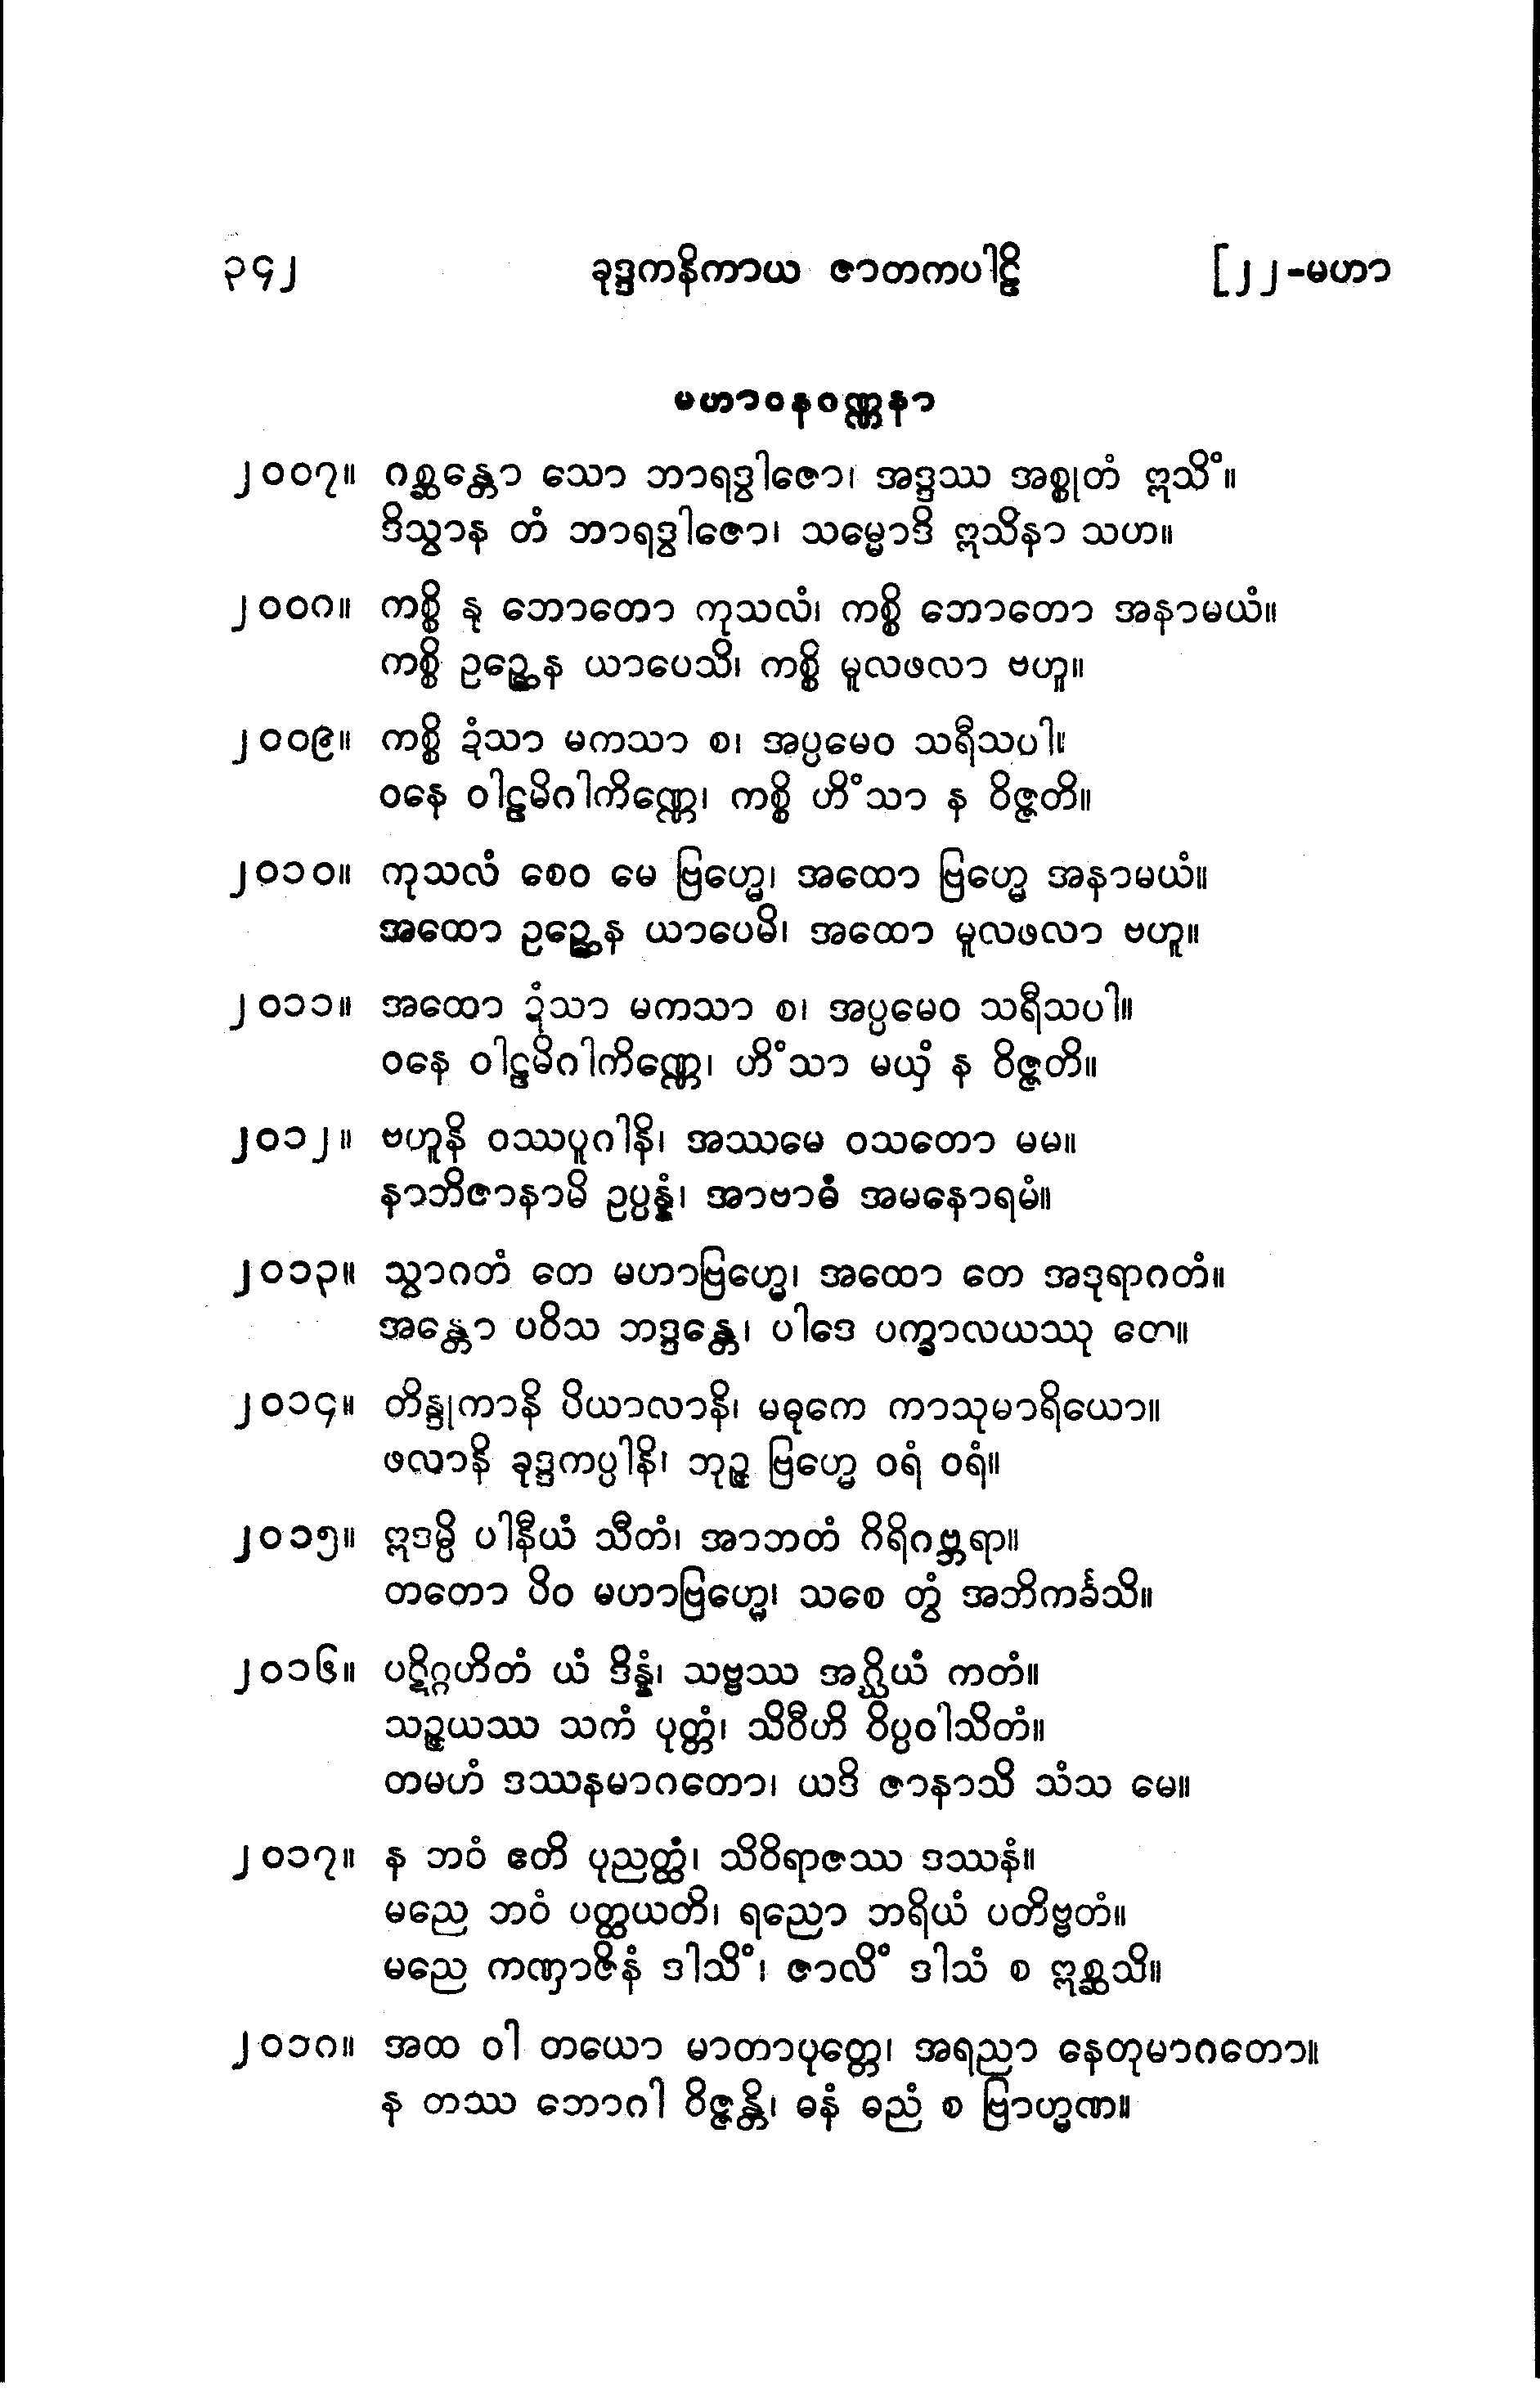 ၃၄၂ ခုဒ္ဒကနိကာယ ဇာတကပါဠိ [၂၂-မဟာ
မဟာဝနဝဏ္ဏနာ
၂၀၀၇။ ဂစ္ဆန္တော သော ဘာရဒွါဇော၊ အဒ္ဒဿ အစ္စုတံ ဣသိံ။
ဒိသွာန တံ ဘာရဒွါဇော၊ သမ္မောဒိ ဣသိနာ သဟ။
၂၀၀၈။ ကစ္စိ နု ဘောတော ကုသလံ၊ ကစ္စိ ဘောတော အနာမယံ။
ကစ္စိ ဥဉ္ဆေန ယာပေသိ၊ ကစ္စိ မူလဖလာ ဗဟူ။
၂၀၀၉။ ကစ္စိ ဍံသာ မကသာ စ၊ အပ္ပမေဝ သရီသပါ။
ဝနေ ဝါဠမိဂါကိဏ္ဏေ၊ ကစ္စိ ဟိံသာ န ဝိဇ္ဇတိ။
၂၀၁၀။ ကုသလံ စေဝ မေ ဗြဟ္မေ၊ အထော ဗြဟ္မေ အနာမယံ။
အထော ဥဉ္ဆေန ယာပေမိ၊ အထော မူလဖလာ ဗဟူ။
၂၀၁၁။ အထော ဍံသာ မကသာ စ၊ အပ္ပမေဝ သရီသပါ။
ဝနေ ဝါဠမိဂါကိဏ္ဏေ၊ ဟိံသာ မယှံ န ဝိဇ္ဇတိ။
၂၀၁၂။ ဗဟူနိ ဝဿပူဂါနိ၊ အဿမေ ဝသတော မမ။
နာဘိဇာနာမိ ဥပ္ပန္နံ၊ အာဗာဓံ အမနောရမံ။
၂၀၁၃။ သွာဂတံ တေ မဟာဗြဟ္မေ၊ အထော တေ အဒုရာဂတံ။
အန္တော ပဝိသ ဘဒ္ဒန္တေ၊ ပါဒေ ပက္ခာလယဿု တေ။
၂၀၁၄။ တိန္ဒုကာနိ ပိယာလာနိ၊ မဓုကေ ကာသုမာရိယော။
ဖလာနိ ခုဒ္ဒကပ္ပါနိ၊ ဘုဉ္ဇ ဗြဟ္မေ ဝရံ ဝရံ။
၂၀၁၅။ ဣဒမ္ပိ ပါနီယံ သီတံ၊ အာဘတံ ဂိရိဂဗ္ဘရာ။
တတော ပိဝ မဟာဗြဟ္မေ၊ သစေ တွံ အဘိကင်္ခသိ။
၂၀၁၆။ ပဋိဂ္ဂဟိတံ ယံ ဒိန္နံ၊ သဗ္ဗဿ အဂ္ဃိယံ ကတံ။
သဉ္ဇယဿ သကံ ပုတ္တံ၊ သိဝီဟိ ဝိပ္ပဝါသိတံ။
တမဟံ ဒဿနမာဂတော၊ ယဒိ ဇာနာသိ သံသ မေ။
၂၀၁၇။ န ဘဝံ ဧတိ ပုညတ္ထံ၊ သိဝိရာဇဿ ဒဿနံ။
မညေ ဘဝံ ပတ္ထယတိ၊ ရညော ဘရိယံ ပတိဗ္ဗတံ။
မညေ ကဏှာဇိနံ ဒါသိံ၊ ဇာလိံ ဒါသံ စ ဣစ္ဆသိ။
၂၀၁၈။ အထ ဝါ တယော မာတာပုတ္တေ၊ အရညာ နေတုမာဂတော။
န တဿ ဘောဂါ ဝိဇ္ဇန္တိ၊ ဓနံ ဓညံ စ ဗြာဟ္မဏ။